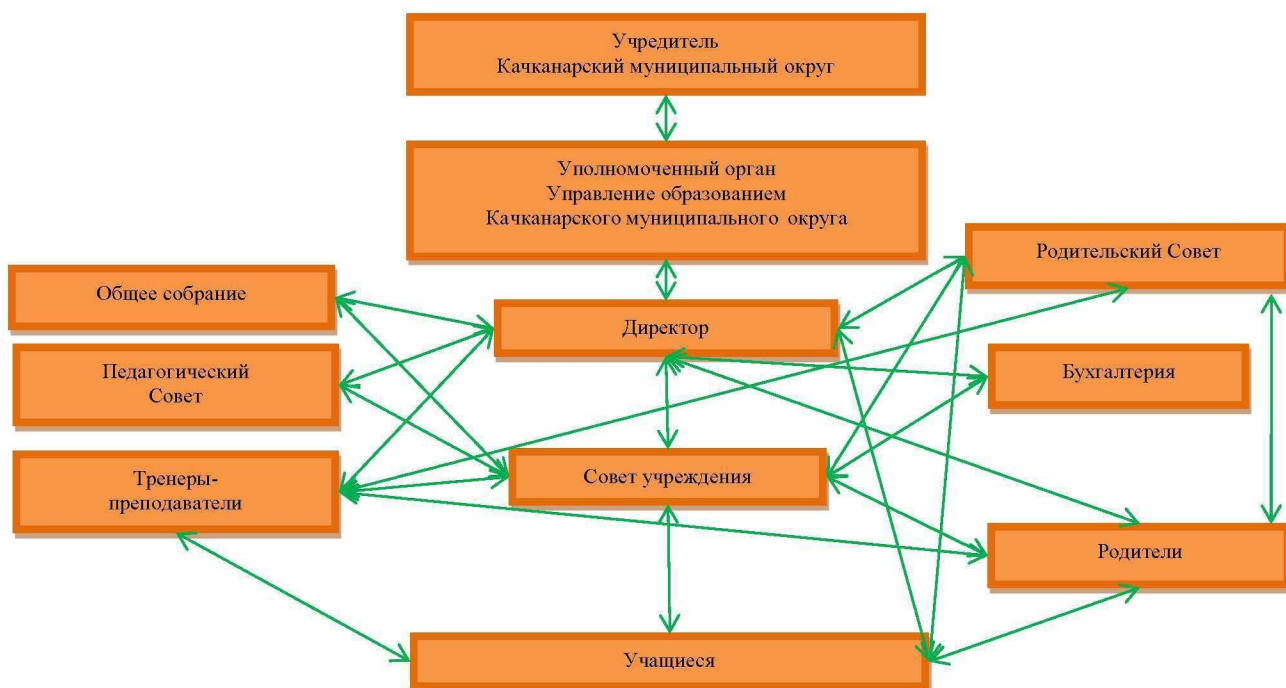 Учредитель
Качканарский муниципальный округ
Уполномоченный орган
Управление образованием
Качканарского муниципального округа
Родительский Совет
Общее собрание
Директор
Педагогический
Совет
Бухгалтерия
Тренеры-
преподаватели
Совет учреждения
Родители
Учащиеся